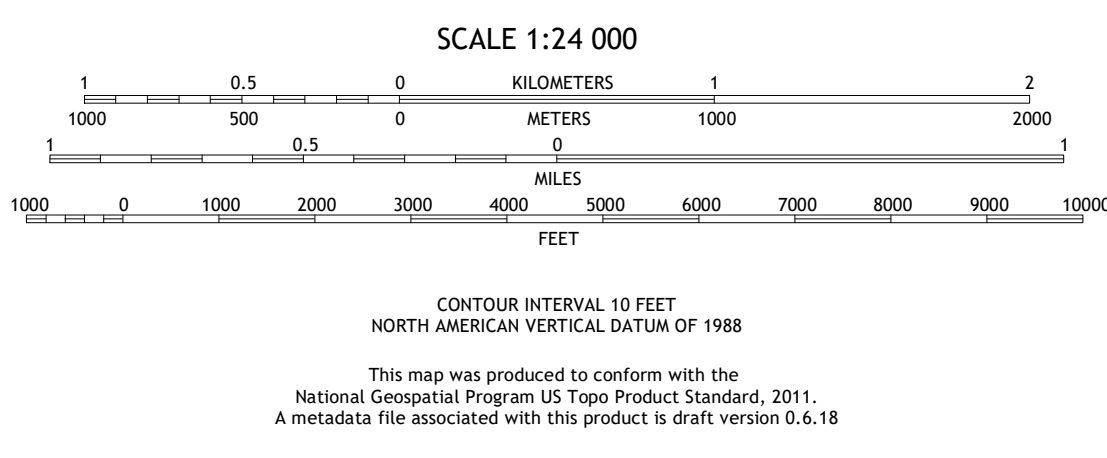 SCALE 1:24 000
1 0.5 0 KILOMETERS 1 2
1000 500 0 METERS 1000 2000
1 0.5 0 1
MILES
1000 0 1000 2000 3000 4000 5000 6000 7000 8000 9000 10000
FEET
CONTOUR INTERVAL 10 FEET
NORTH AMERICAN VERTICAL DATUM OF 1988
This map was produced to conform with the
National Geospatial Program US Topo Product Standard, 2011.
A metadata file associated with this product is draft version 0.6.18